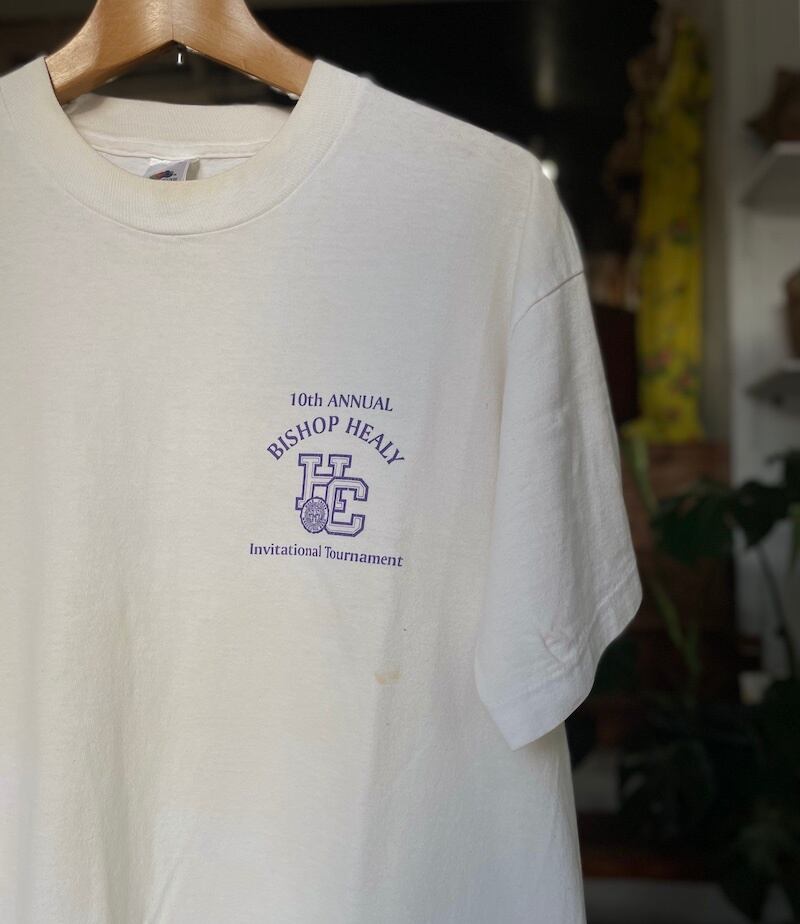 10th ANNUAL
BISHOP HEALY
HC
Invitational Tournament